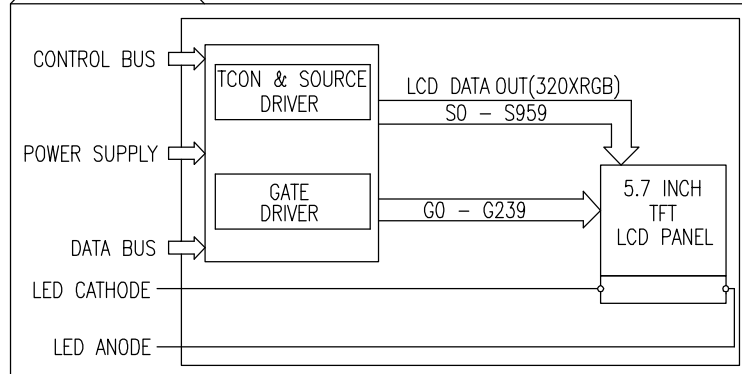 CONTROL BUS
TCON & SOURCE
DRIVER
LCD DATA OUT(320XRGB)
S0 - S959
POWER SUPPLY
GATE
DRIVER
G0 - G239
5.7 INCH
TFT
LCD PANEL
DATA BUS
LED CATHODE
LED ANODE